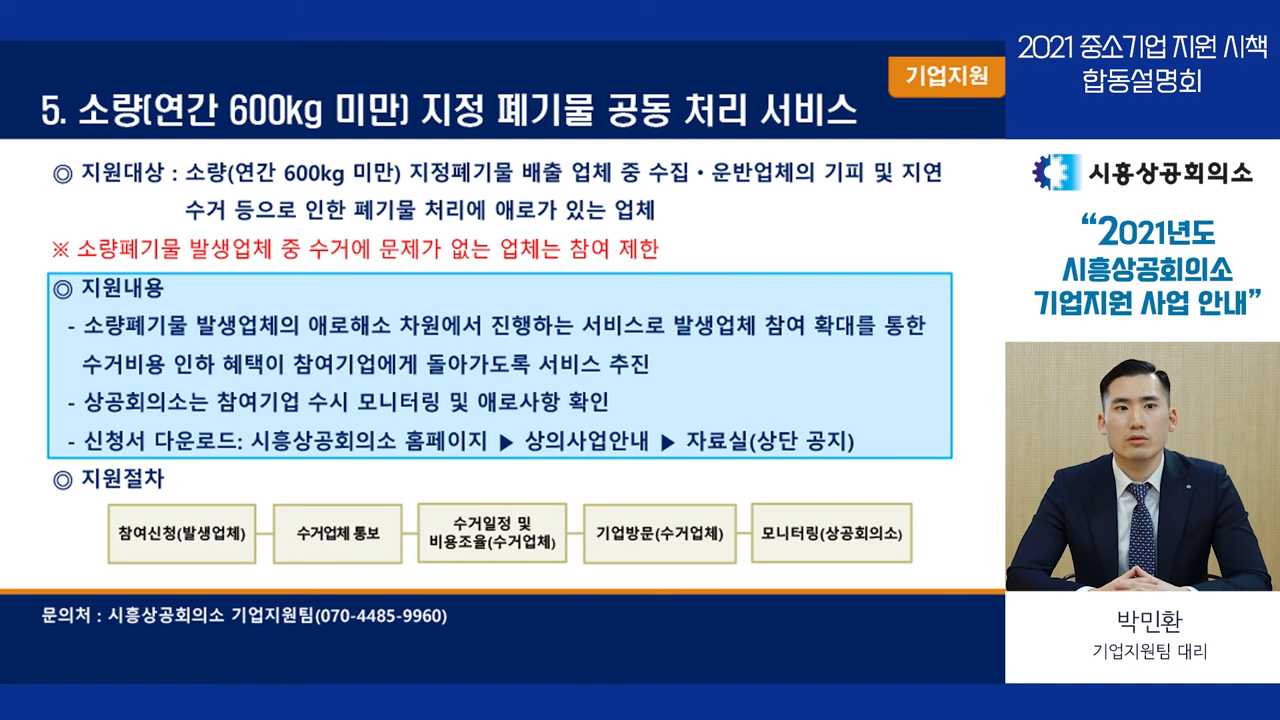 2021 중소기업 지원 시책
합동설명회
기업지원
5. 소량(연간 600kg 미만) 지정 폐기물 공동 처리 서비스
◎ 지원대상 : 소량(연간 600kg 미만) 지정폐기물 배출 업체 중 수집・운반업체의 기피 및 지연
수거 등으로 인한 폐기물 처리에 애로가 있는 업체
※ 소량폐기물 발생업체 중 수거에 문제가 없는 업체는 참여 제한
◎ 지원내용
- 소량폐기물 발생업체의 애로해소 차원에서 진행하는 서비스로 발생업체 참여 확대를 통한
수거비용 인하 혜택이 참여기업에게 돌아가도록 서비스 추진
- 상공회의소는 참여기업 수시 모니터링 및 애로사항 확인
- 신청서 다운로드: 시흥상공회의소 홈페이지 ▶ 상의사업안내 ▶ 자료실(상단 공지)
◎ 지원절차
참여신청(발생업체)
수거업체 통보
수거일정 및
비용조율(수거업체)
기업방문(수거업체)
모니터링(상공회의소)
문의처 : 시흥상공회의소 기업지원팀(070-4485-9960)
시흥상공회의소
“2021년도
시흥상공회의소
기업지원 사업 안내”
박민환
기업지원팀 대리